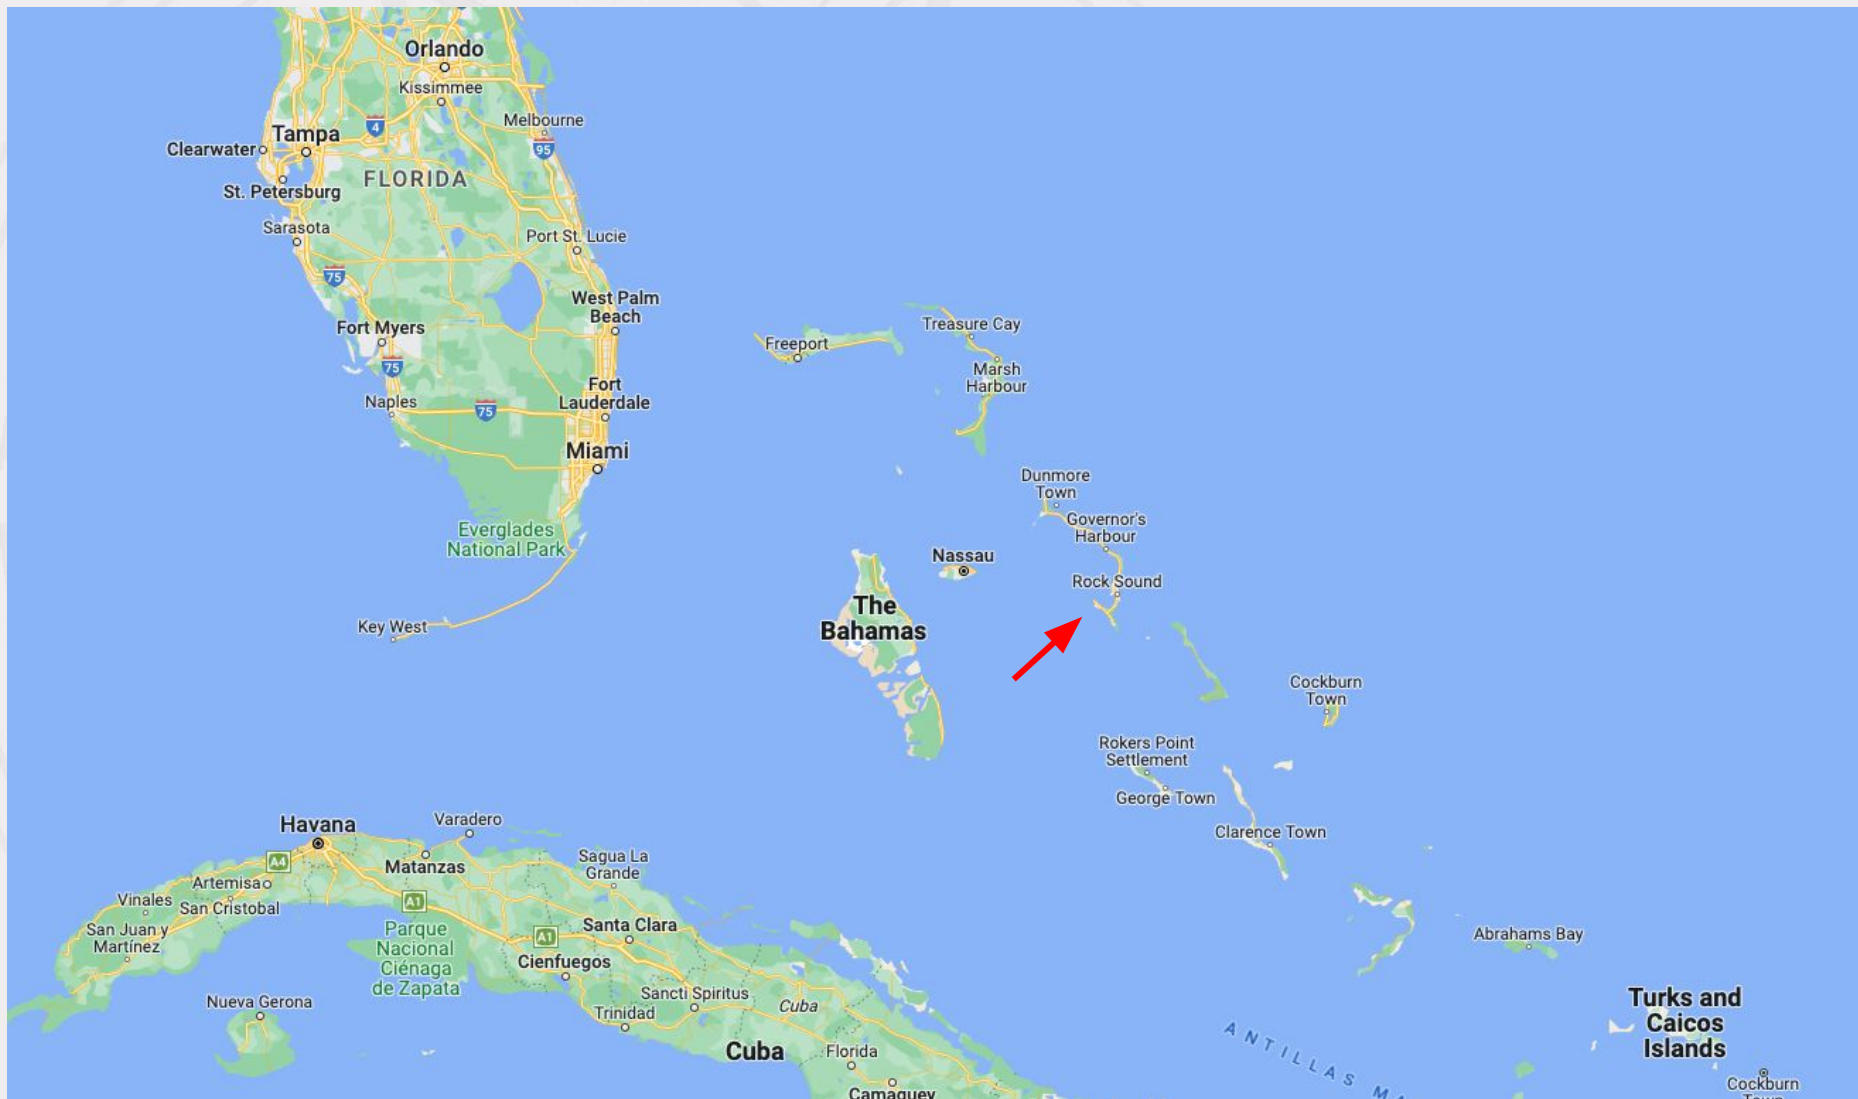 Orlando
Kissimmee
Melbourne
4
Tampa
Clearwater
95
FLORIDA
St. Petersburg
Sarasota
Port St. Lucie
75
West Palm
Beach
Fort Myers
Treasure Cay
Freeport
75
Marsh
Harbour
Fort
Lauderdale
Naples
75
Miami
Dunmore
Town
Governor's
Harbour
Everglades
National Park
Nassau
Rock Sound
The
Bahamas
Key West
Cockburn
Town
Rokers Point
Settlement
George Town
Havana
Varadero
Clarence Town
A4
Matanzas
Sagua La
Grande
Artemisa
Vinales
San Cristobal
A1
San Juan y
Martínez
Parque
Nacional
Ciénaga
de Zapata
A1
Santa Clara
Abrahams Bay
Cienfuegos
Nueva Gerona
Sancti Spiritus
Cuba
Trinidad
Turks and
Caicos
Islands
Cuba
Florida
ANTILLAS MA
Camaguey
Cockburn
Town